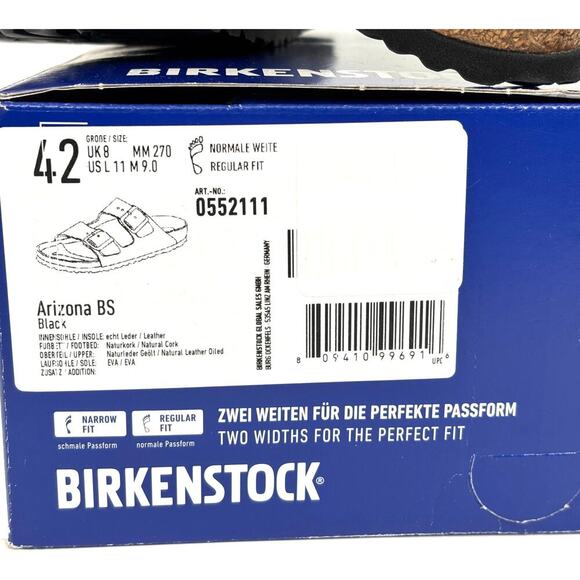 BIRKENSTOCK
42
GRÖßE / SIZE:
UK 8 MM 270
US L 11 M 9.0
NORMALE WEITE
REGULAR FIT
ART.-NO.:
0552111
Arizona BS
Black
INNENSOHLE / INSOLE: echt Leder / Leather
FUßBETT / FOOTBED: Naturkork / Natural Cork
OBERTEIL / UPPER: Naturleder Geölt / Natural Leather Oiled
LAUFSOHLE / SOLE: EVA / EVA
ZUSATZ / ADDITION:
BIRKENSTOCK GLOBAL SALES GMBH
BURG OCKENFELS · 53545 LINZ AM RHEIN · GERMANY
8 09410 99691 6
UPC
NARROW FIT
schmale Passform
REGULAR FIT
normale Passform
ZWEI WEITEN FÜR DIE PERFEKTE PASSFORM
TWO WIDTHS FOR THE PERFECT FIT
BIRKENSTOCK®